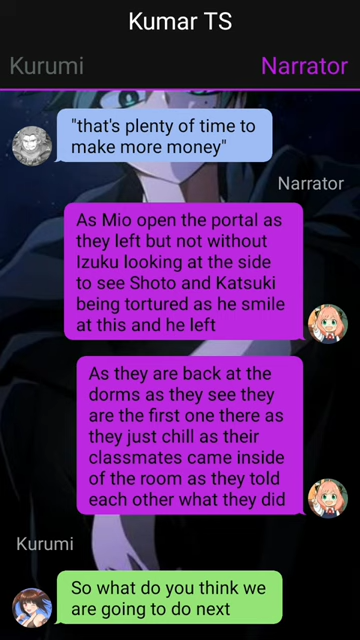 Kumar TS
Kurumi
Narrator
"that's plenty of time to
make more money"
Narrator
As Mio open the portal as
they left but not without
Izuku looking at the side
to see Shoto and Katsuki
being tortured as he smile
at this and he left
As they are back at the
dorms as they see they
are the first one there as
they just chill as their
classmates came inside
of the room as they told
each other what they did
Kurumi
So what do you think we
are going to do next